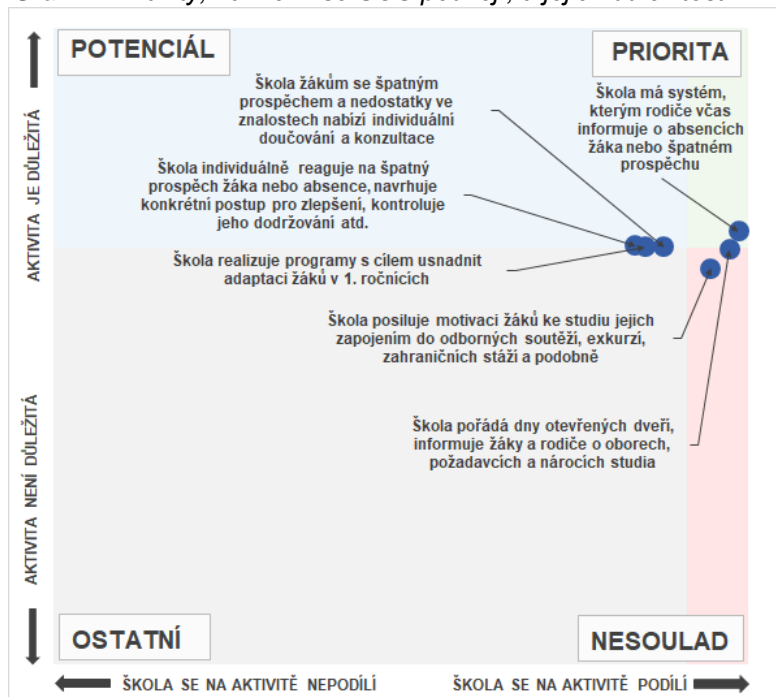 POTENCIÁL
PRIORITA
Škola žákům se špatným
prospěchem a nedostatky ve
znalostech nabízí individuální
doučování a konzultace
Škola má systém,
kterým rodiče včas
informuje o absencích
žáka nebo špatném
prospěchu
Škola individuálně reaguje na špatný
prospěch žáka nebo absence, navrhuje
konkrétní postup pro zlepšení, kontroluje
jeho dodržování atd.
Škola realizuje programy s cílem usnadnit
adaptaci žáků v 1. ročnících
Škola posiluje motivaci žáků ke studiu jejich
zapojením do odborných soutěží, exkurzí,
zahraničních stáží a podobně
Škola pořádá dny otevřených dveří,
informuje žáky a rodiče o oborech,
požadavcích a nárocích studia
AKTIVITA JE DŮLEŽITÁ
AKTIVITA NENÍ DŮLEŽITÁ
OSTATNÍ
NESOULAD
ŠKOLA SE NA AKTIVITĚ NEPODÍLÍ
ŠKOLA SE NA AKTIVITĚ PODÍLÍ